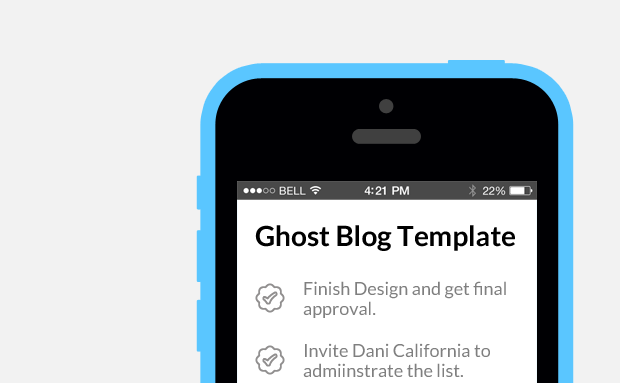 BELL 4:21 PM 22%
Ghost Blog Template
Finish Design and get final
approval.
Invite Dani California to
admiinstrate the list.